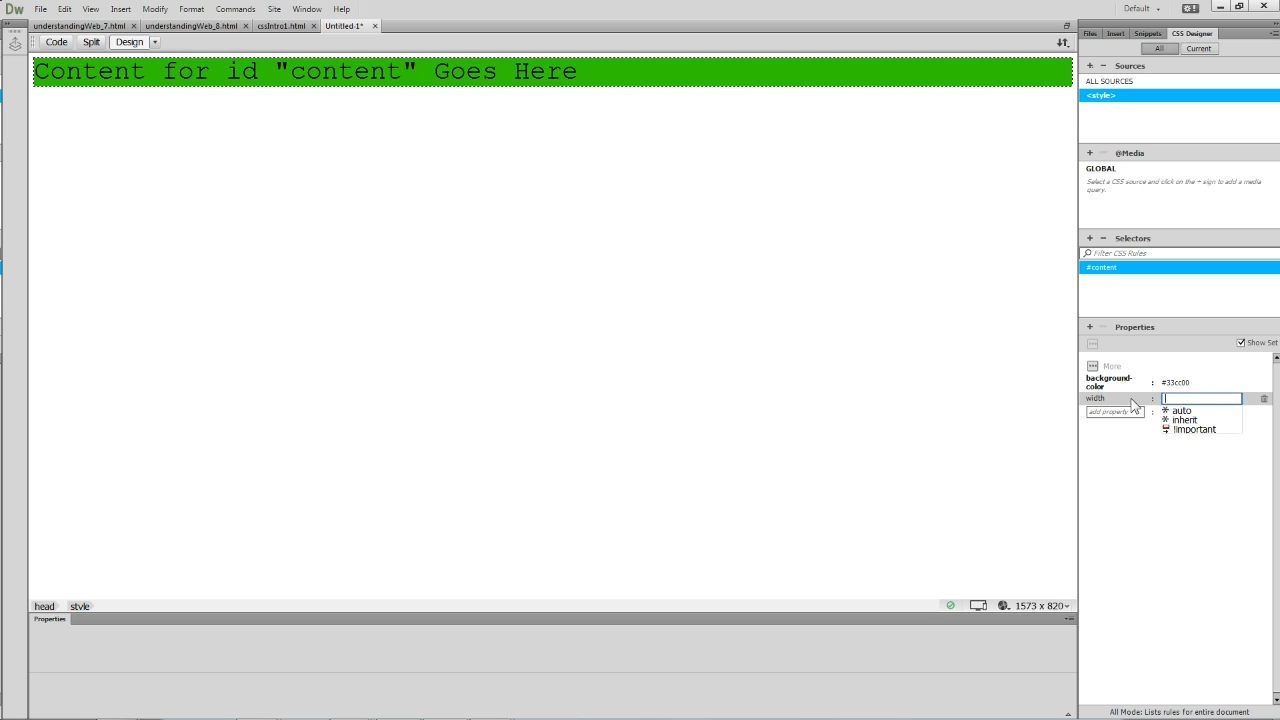 Dw File Edit View Insert Modify Format Commands Site Window Help Default
understandingWeb_7.html × understandingWeb_8.html × cssIntro1.html × Untitled-1* ×
Code Split Design
Content for id "content" Goes Here
head style 1573 x 820
Properties
Files Insert Snippets CSS Designer
All Current
+ − Sources
ALL SOURCES
<style>
+ − @Media
GLOBAL
Select a CSS source and click on the + sign to add a media
query.
+ − Selectors
Filter CSS Rules
#content
+ − Properties
Show Set
More
background-
color : #33cc00
width :
add property :
auto
inherit
!important
All Mode: Lists rules for entire document